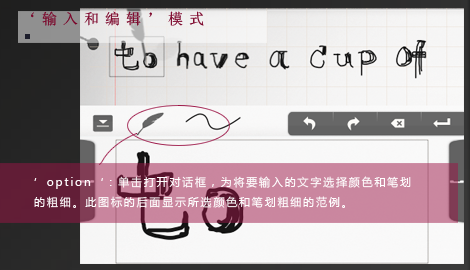 ‘输入和编辑’模式
to have a cup of
‘ option ‘：单击打开对话框，为将要输入的文字选择颜色和笔划
的粗细。此图标的后面显示所选颜色和笔划粗细的范例。
to